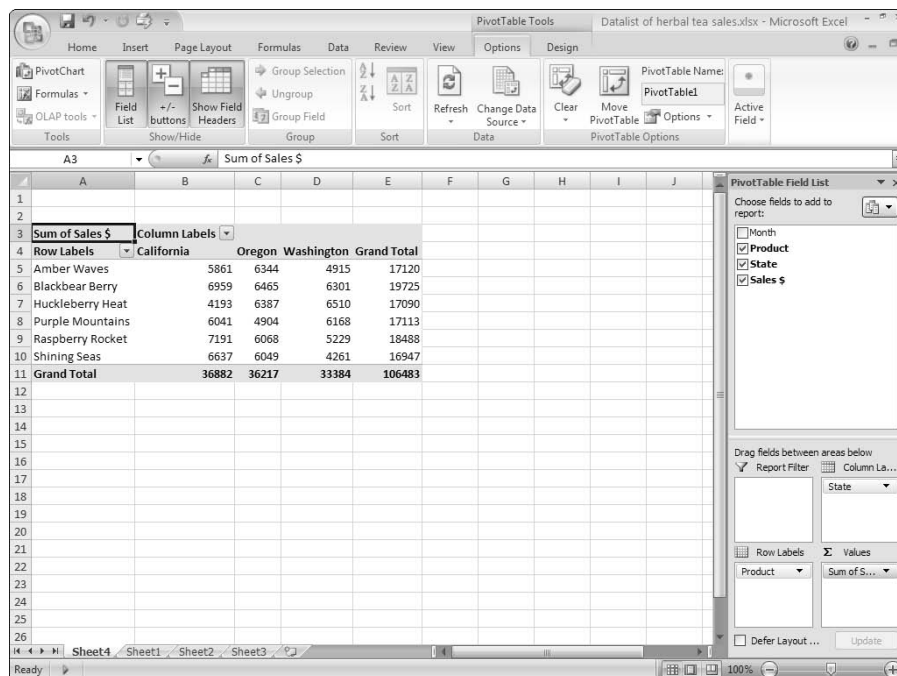 PivotTable Tools Datalist of herbal tea sales.xlsx - Microsoft Excel
Home Insert Page Layout Formulas Data Review View Options Design
PivotChart
Formulas
OLAP tools
Tools
Field List
+/- buttons
Show Field Headers
Show/Hide
Group Selection
Ungroup
Group Field
Group
Sort
Sort
Refresh
Change Data Source
Data
Clear
Move PivotTable
PivotTable Name:
PivotTable1
Options
PivotTable Options
Active Field
A3 fx Sum of Sales $
A B C D E F G H I J
1
2
3 Sum of Sales $ Column Labels
4 Row Labels California Oregon Washington Grand Total
5 Amber Waves 5861 6344 4915 17120
6 Blackbear Berry 6959 6465 6301 19725
7 Huckleberry Heat 4193 6387 6510 17090
8 Purple Mountains 6041 4904 6168 17113
9 Raspberry Rocket 7191 6068 5229 18488
10 Shining Seas 6637 6049 4261 16947
11 Grand Total 36882 36217 33384 106483
12
13
14
15
16
17
18
19
20
21
22
23
24
25
26
PivotTable Field List
Choose fields to add to
report:
Month
Product
State
Sales $
Drag fields between areas below
Report Filter Column La...
State
Row Labels Σ Values
Product Sum of S...
Defer Layout ... Update
Sheet4 Sheet1 Sheet2 Sheet3
Ready 100%